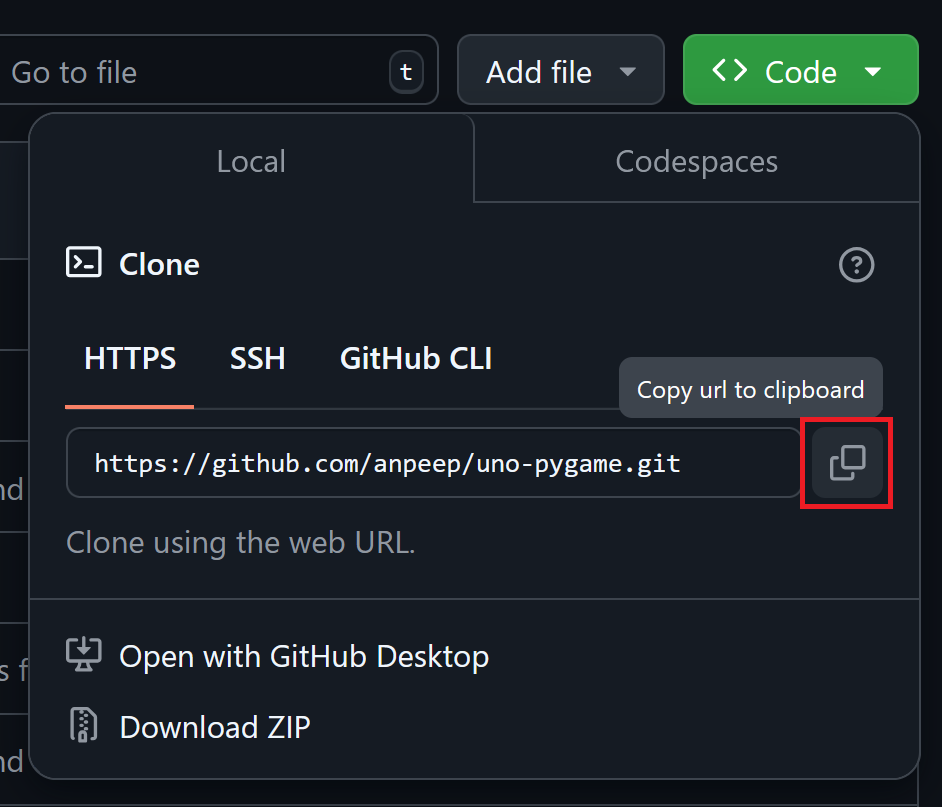 Go to file t Add file Code
Local Codespaces
Clone
HTTPS SSH GitHub CLI
Copy url to clipboard
https://github.com/anpeep/uno-pygame.git
nd
Clone using the web URL.
Open with GitHub Desktop
s f
Download ZIP
nd